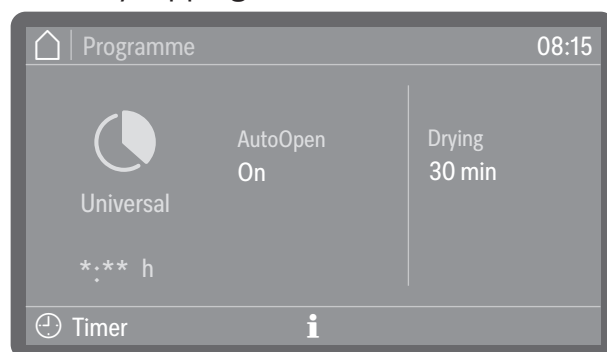 Programme 08:15
AutoOpen Drying
On 30 min
Universal
*:** h
Timer i